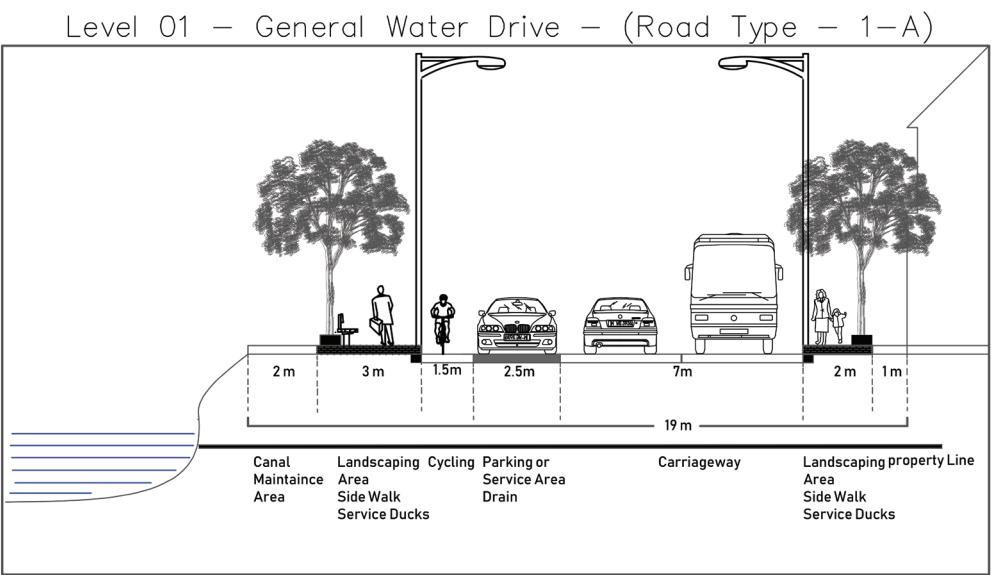 Level 01 – General Water Drive – (Road Type – 1-A)
2 m
3 m
1.5m
2.5m
7m
2 m
1 m
19 m
Canal
Maintaince
Area
Landscaping
Area
Side Walk
Service Ducks
Cycling
Parking or
Service Area
Drain
Carriageway
Landscaping
Area
Side Walk
Service Ducks
property Line